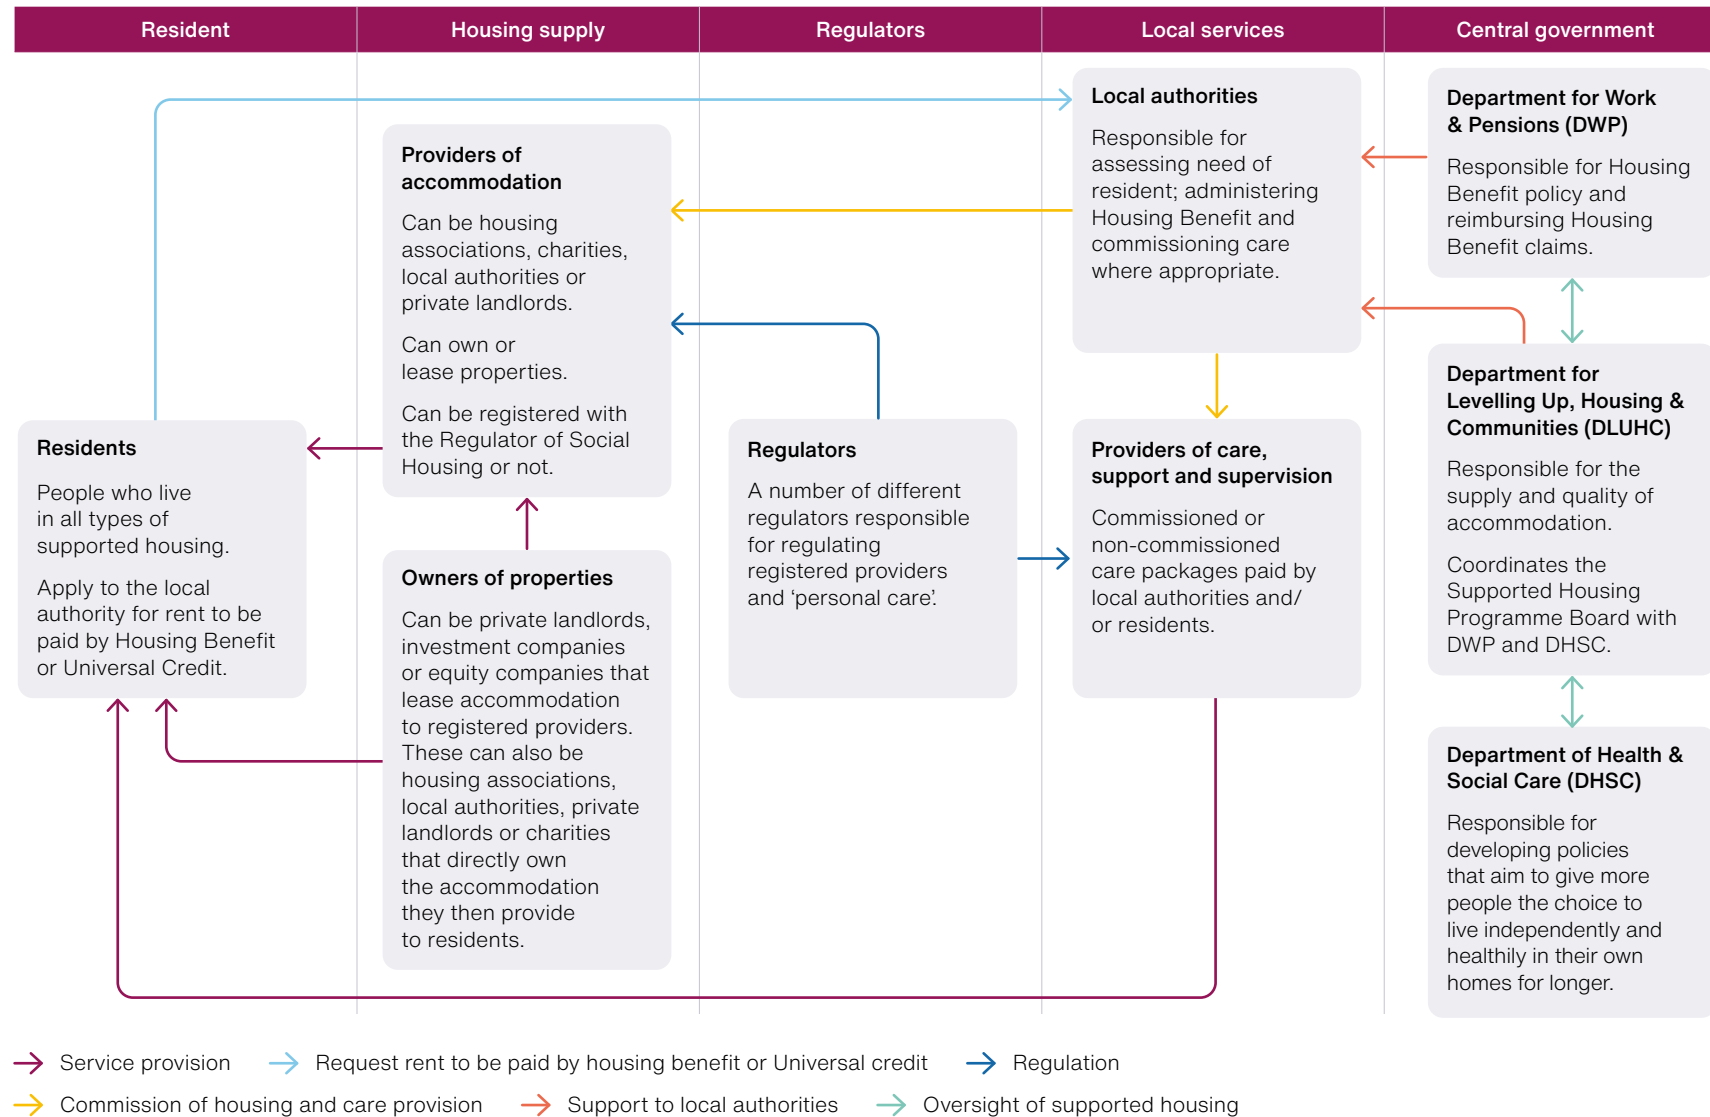 Resident
Housing supply
Regulators
Local services
Central government
Residents
People who live
in all types of
supported housing.
Apply to the local
authority for rent to be
paid by Housing Benefit
or Universal Credit.
Providers of
accommodation
Can be housing
associations, charities,
local authorities or
private landlords.
Can own or
lease properties.
Can be registered with
the Regulator of Social
Housing or not.
Owners of properties
Can be private landlords,
investment companies
or equity companies that
lease accommodation
to registered providers.
These can also be
housing associations,
local authorities, private
landlords or charities
that directly own
the accommodation
they then provide
to residents.
Regulators
A number of different
regulators responsible
for regulating
registered providers
and ‘personal care’.
Local authorities
Responsible for
assessing need of
resident; administering
Housing Benefit and
commissioning care
where appropriate.
Providers of care,
support and supervision
Commissioned or
non-commissioned
care packages paid by
local authorities and/
or residents.
Department for Work
& Pensions (DWP)
Responsible for Housing
Benefit policy and
reimbursing Housing
Benefit claims.
Department for
Levelling Up, Housing &
Communities (DLUHC)
Responsible for the
supply and quality of
accommodation.
Coordinates the
Supported Housing
Programme Board with
DWP and DHSC.
Department of Health &
Social Care (DHSC)
Responsible for
developing policies
that aim to give more
people the choice to
live independently and
healthily in their own
homes for longer.
Service provision
Request rent to be paid by housing benefit or Universal credit
Regulation
Commission of housing and care provision
Support to local authorities
Oversight of supported housing